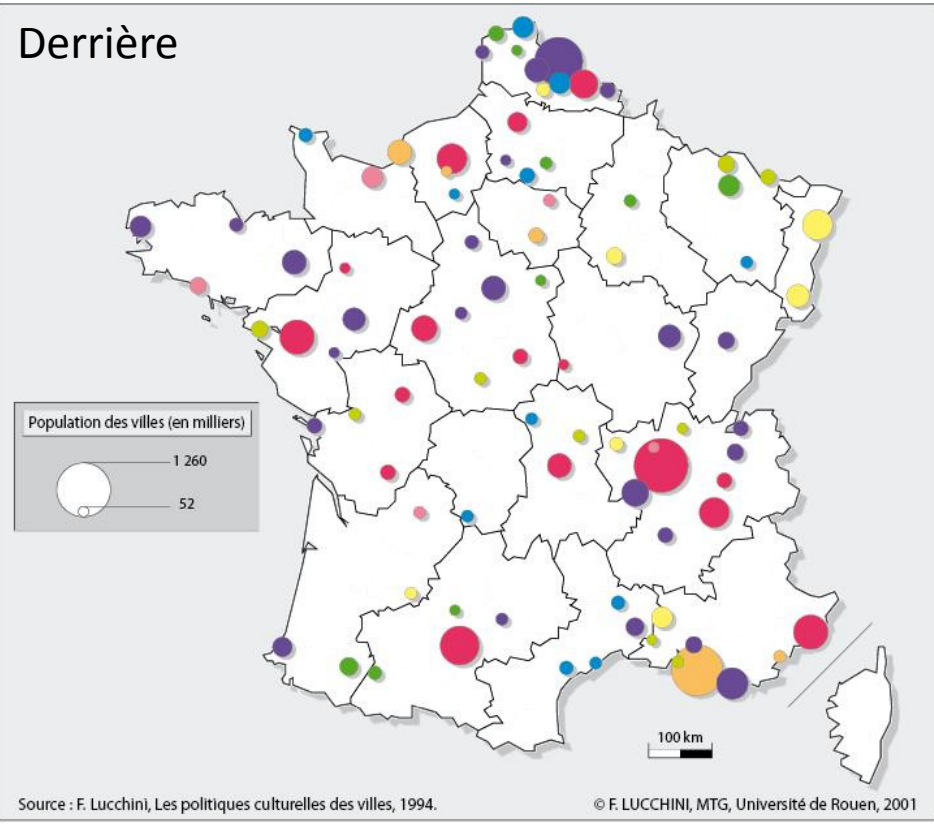 Derrière
Population des villes (en milliers)
1 260
52
100 km
Source : F. Lucchini, Les politiques culturelles des villes, 1994.
© F. LUCCHINI, MTG, Université de Rouen, 2001